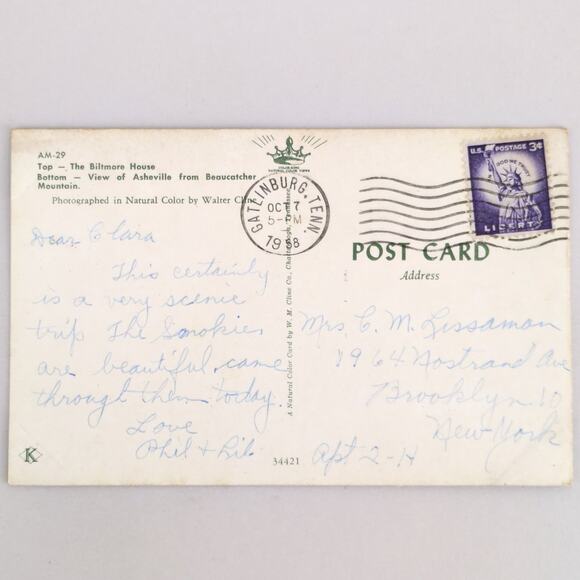 AM-29
Top — The Biltmore House
Bottom — View of Asheville from Beaucatcher
Mountain.
Photographed in Natural Color by Walter Cline
Dear Clara
This certainly
is a very scenic
trip The Smokies
are beautiful, came
through them today.
Love
Phil + Lib
K
A Natural Color Card by W. M. Cline Co., Chattanooga, Tennessee
34421
GATLINBURG, TENN.
OCT 7
5-PM
1958
U.S. POSTAGE 3¢
IN GOD WE TRUST
LIBERTY
POST CARD
Address
Mrs. C. M. Lissaman
1964 Nostrand Ave
Brooklyn 10
New York
Apt 2-H